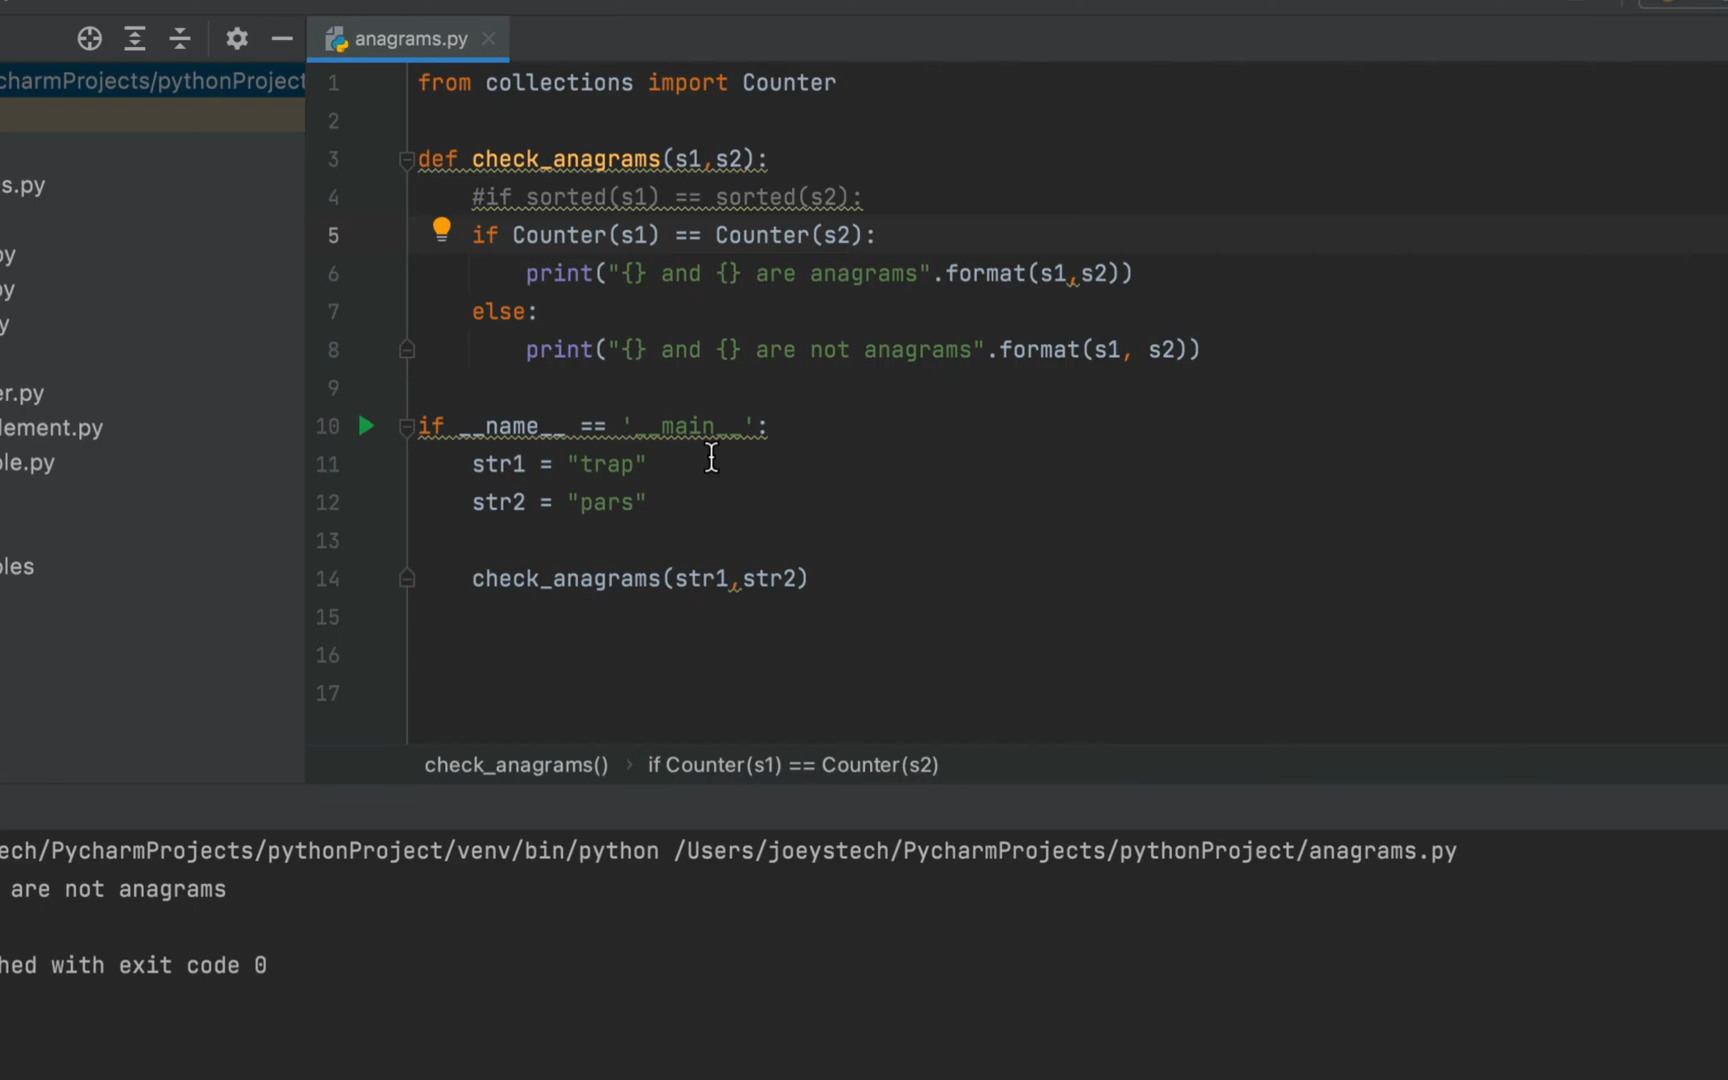 anagrams.py
charmProjects/pythonProject
s.py
py
py
y
er.py
lement.py
ole.py
oles
1 from collections import Counter
2
3 def check_anagrams(s1,s2):
4 #if sorted(s1) == sorted(s2):
5 if Counter(s1) == Counter(s2):
6 print("{} and {} are anagrams".format(s1,s2))
7 else:
8 print("{} and {} are not anagrams".format(s1, s2))
9
10 if __name__ == '__main__':
11 str1 = "trap"
12 str2 = "pars"
13
14 check_anagrams(str1,str2)
15
16
17
check_anagrams() › if Counter(s1) == Counter(s2)
ech/PycharmProjects/pythonProject/venv/bin/python /Users/joeystech/PycharmProjects/pythonProject/anagrams.py
are not anagrams
hed with exit code 0